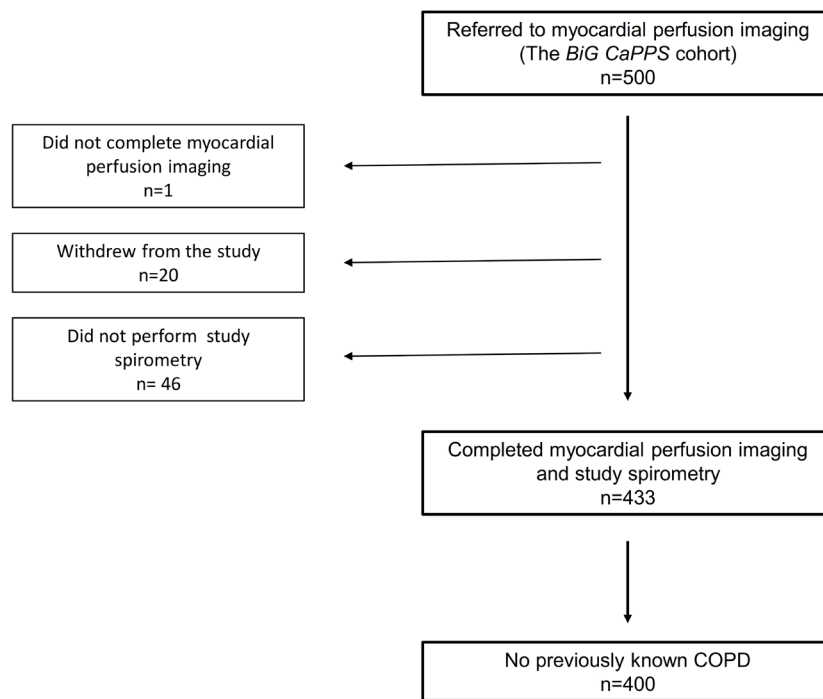 Referred to myocardial perfusion imaging
(The BiG CaPPS cohort)
n=500
Did not complete myocardial
perfusion imaging
n=1
Withdrew from the study
n=20
Did not perform study
spirometry
n= 46
Completed myocardial perfusion imaging
and study spirometry
n=433
No previously known COPD
n=400